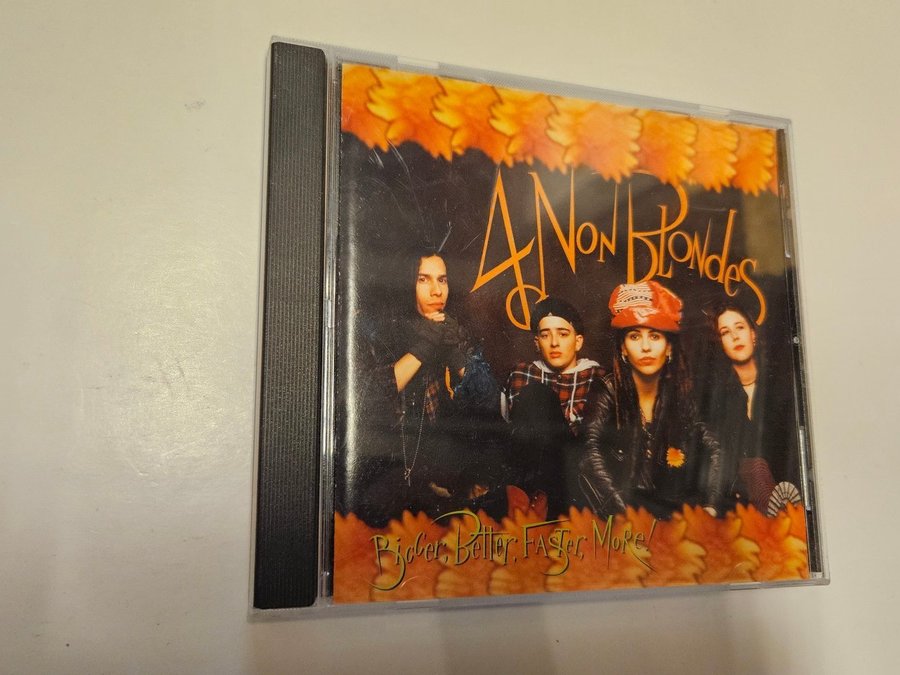 4 Non Blondes
Bigger, Better, Faster, More!